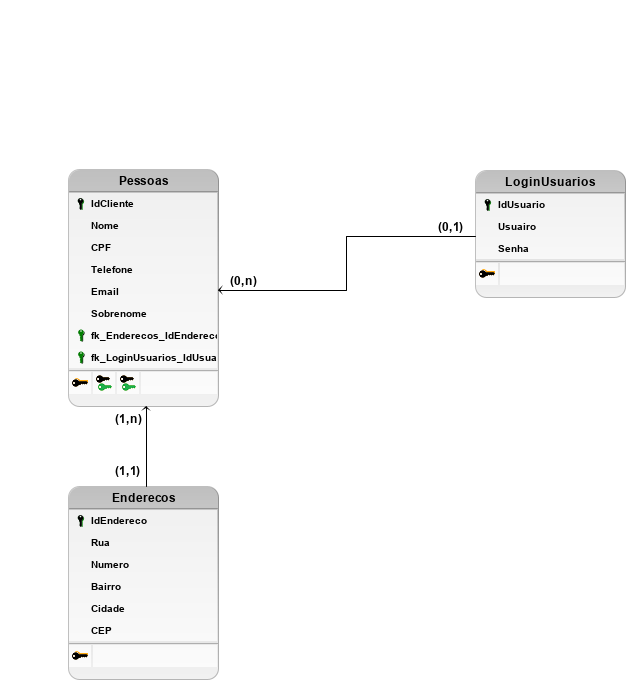 Pessoas
IdCliente
Nome
CPF
Telefone
Email
Sobrenome
fk_Enderecos_IdEnderec
fk_LoginUsuarios_IdUsua
LoginUsuarios
IdUsuario
Usuairo
Senha
(0,1)
(0,n)
(1,n)
(1,1)
Enderecos
IdEndereco
Rua
Numero
Bairro
Cidade
CEP